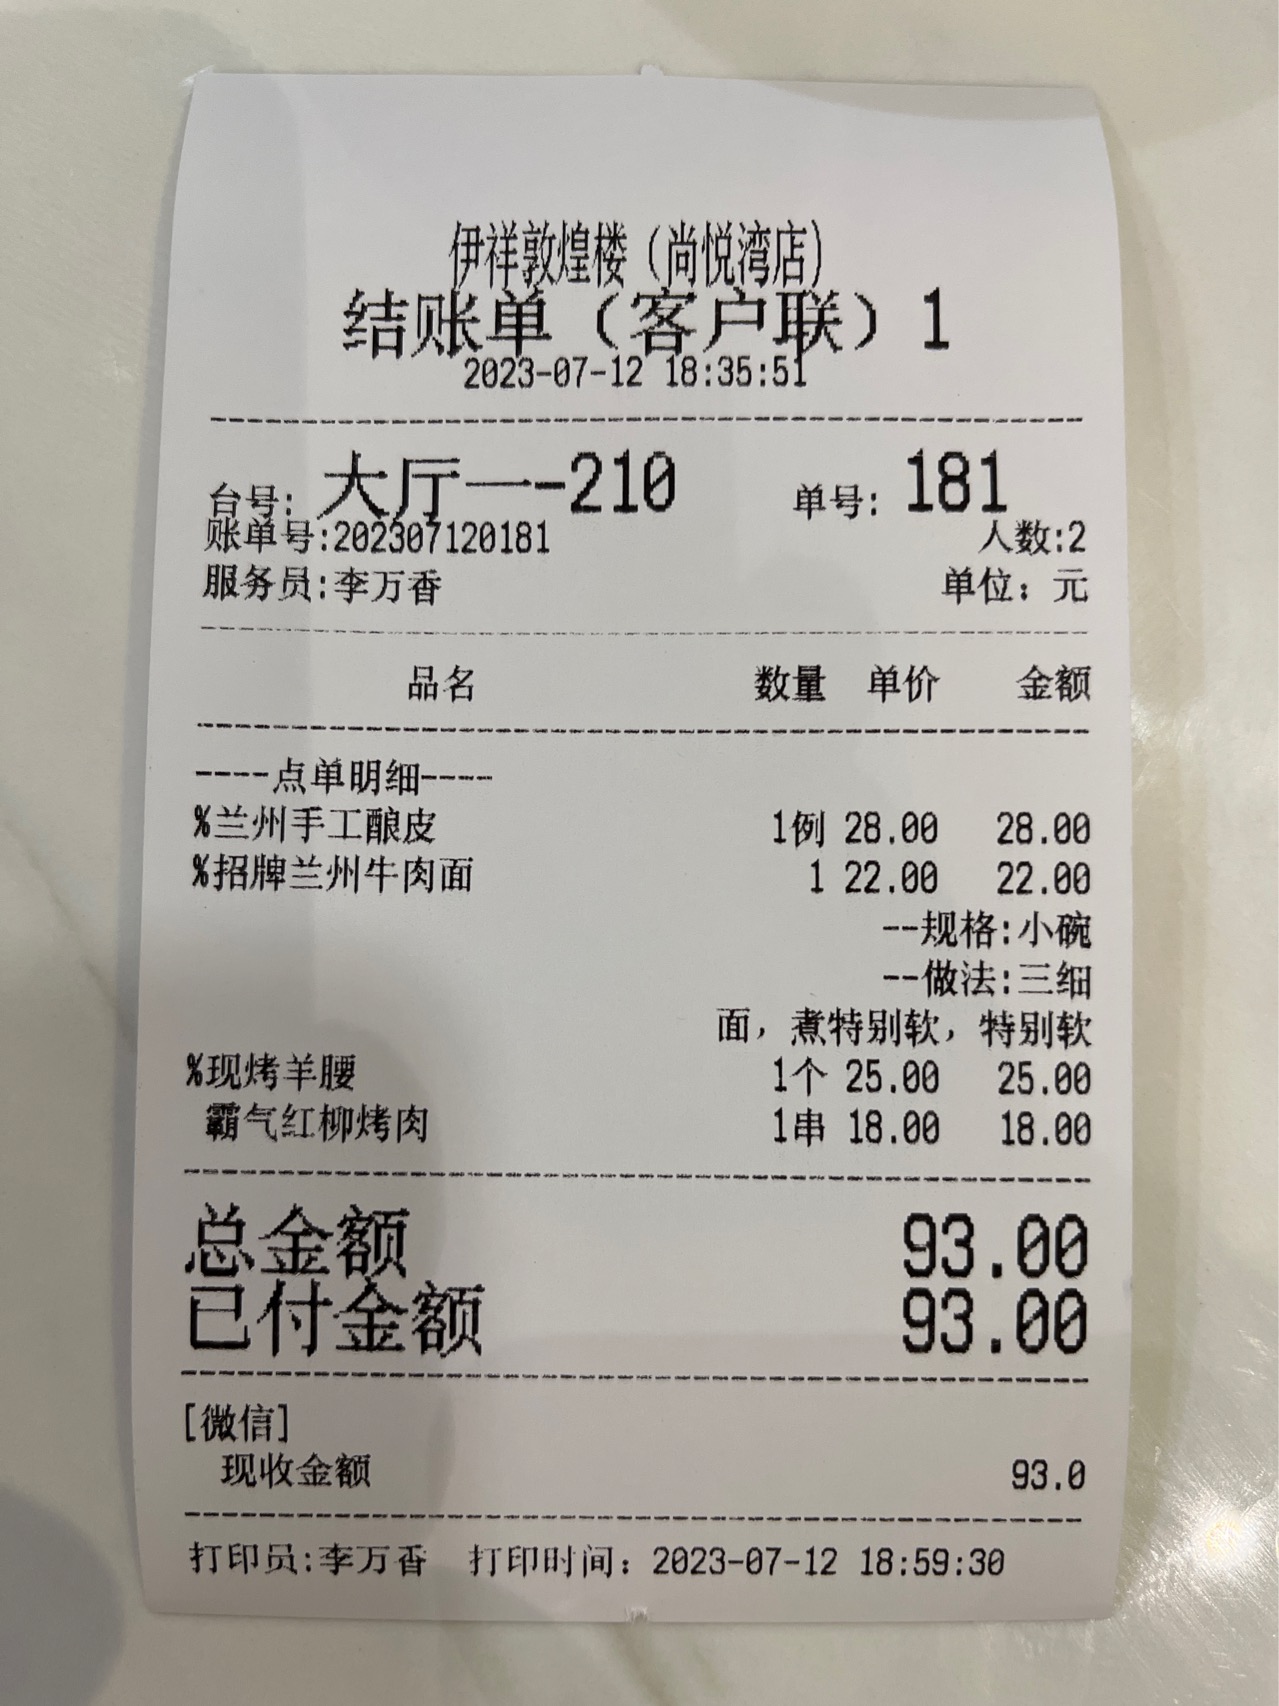 伊祥敦煌楼（尚悦湾店）
结账单（客户联）1
2023-07-12 18:35:51
台号: 大厅一-210 单号: 181
账单号:202307120181 人数:2
服务员:李万香 单位：元
品名 数量 单价 金额
----点单明细----
%兰州手工酿皮 1例 28.00 28.00
%招牌兰州牛肉面 1 22.00 22.00
--规格:小碗
--做法:三细
面，煮特别软，特别软
%现烤羊腰 1个 25.00 25.00
霸气红柳烤肉 1串 18.00 18.00
总金额 93.00
已付金额 93.00
[微信]
现收金额 93.0
打印员:李万香 打印时间：2023-07-12 18:59:30